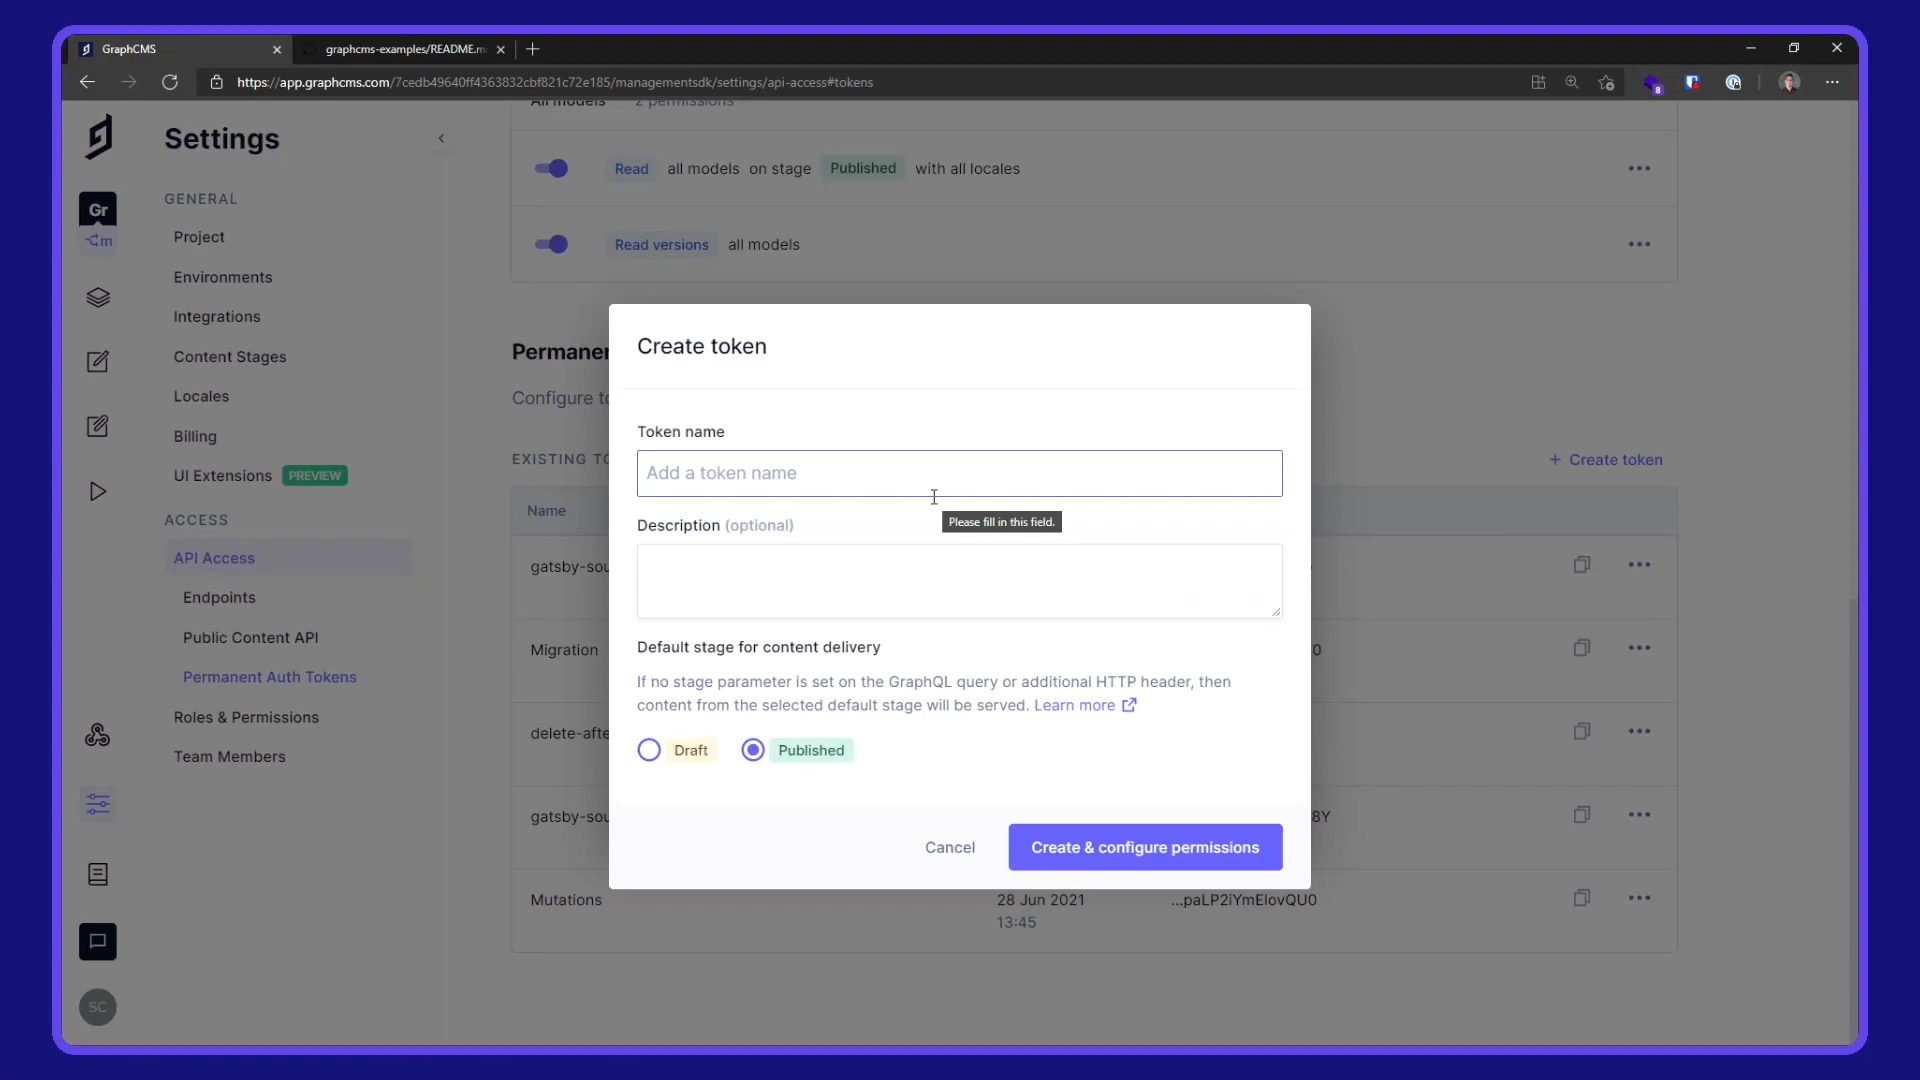 GraphCMS
graphcms-examples/README.m
https://app.graphcms.com/7cedb49640ff4363832cbf821c72e185/managementsdk/settings/api-access#tokens
8
All models 2 permissions
Settings
Gr
m
GENERAL
Project
Environments
Integrations
Content Stages
Locales
Billing
UI Extensions PREVIEW
ACCESS
API Access
Endpoints
Public Content API
Permanent Auth Tokens
Roles & Permissions
Team Members
SC
Read all models on stage Published with all locales
Read versions all models
Permaner
Configure to
EXISTING TO
+ Create token
Name
gatsby-sou
Migration
0
delete-afte
gatsby-sou
8Y
Mutations
28 Jun 2021
13:45
...paLP2iYmElovQU0
Create token
Token name
Add a token name
Please fill in this field.
Description (optional)
Default stage for content delivery
If no stage parameter is set on the GraphQL query or additional HTTP header, then
content from the selected default stage will be served. Learn more
Draft
Published
Cancel
Create & configure permissions